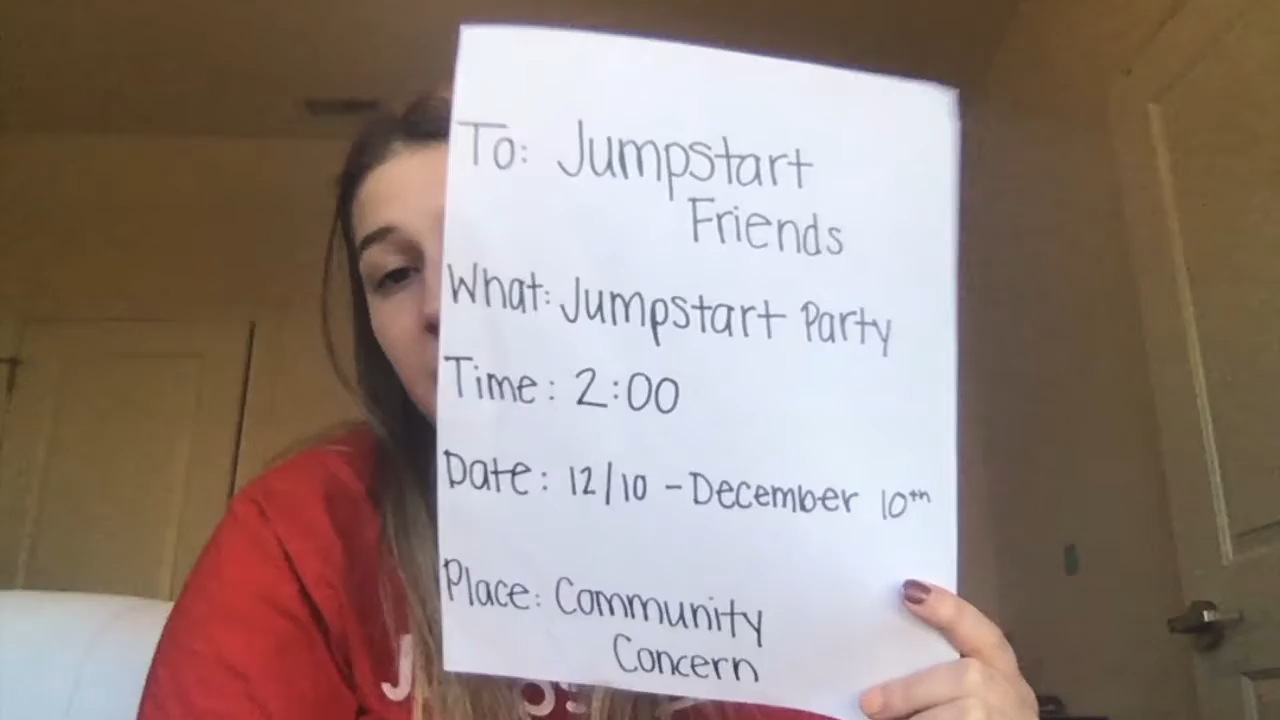 To: Jumpstart
Friends
What: Jumpstart Party
Time: 2:00
Date: 12/10 - December 10th
Place: Community
Concern